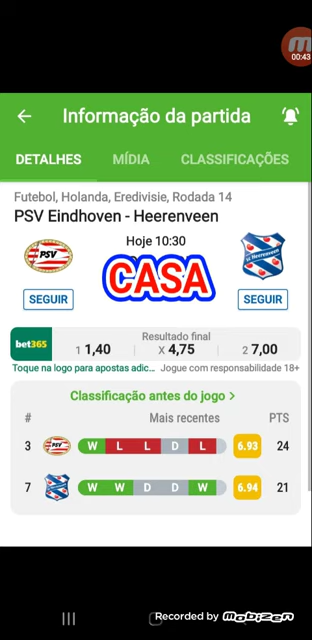 00:43
Informação da partida
DETALHES MÍDIA CLASSIFICAÇÕES
Futebol, Holanda, Eredivisie, Rodada 14
PSV Eindhoven - Heerenveen
Hoje 10:30
PSV
CASA
SEGUIR SEGUIR
Resultado final
bet365 1 1,40 X 4,75 2 7,00
Toque na logo para apostas adic... Jogue com responsabilidade 18+
Classificação antes do jogo >
# Mais recentes PTS
3 PSV W L L D L 6.93 24
7 W W D D W 6.94 21
Recorded by MOBIZEN